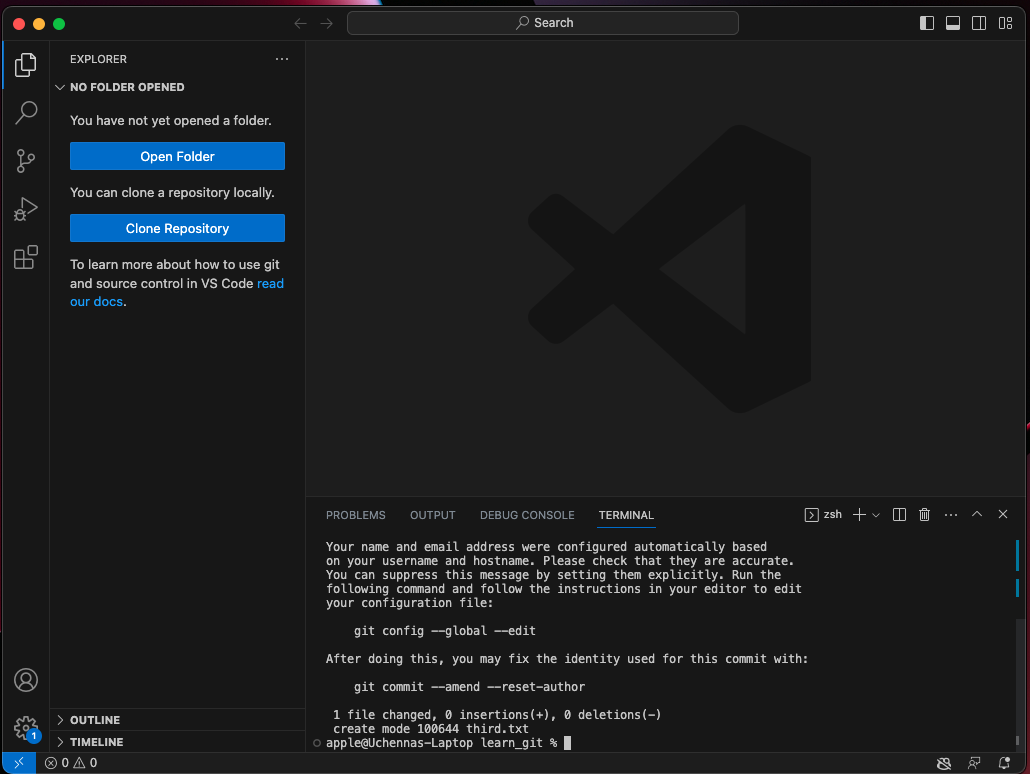 Search
EXPLORER
NO FOLDER OPENED
You have not yet opened a folder.
Open Folder
You can clone a repository locally.
Clone Repository
To learn more about how to use git
and source control in VS Code read
our docs.
OUTLINE
TIMELINE
1
0 0
PROBLEMS OUTPUT DEBUG CONSOLE TERMINAL
zsh
Your name and email address were configured automatically based
on your username and hostname. Please check that they are accurate.
You can suppress this message by setting them explicitly. Run the
following command and follow the instructions in your editor to edit
your configuration file:
git config --global --edit
After doing this, you may fix the identity used for this commit with:
git commit --amend --reset-author
1 file changed, 0 insertions(+), 0 deletions(-)
create mode 100644 third.txt
apple@Uchennas-Laptop learn_git %